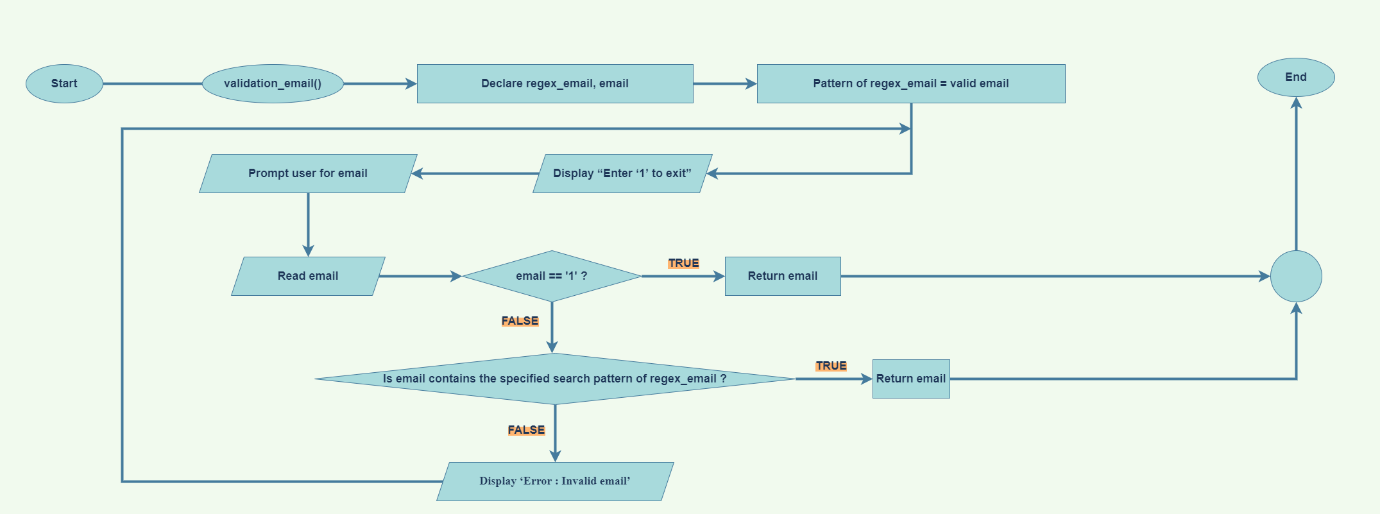 Start
validation_email()
Declare regex_email, email
Pattern of regex_email = valid email
End
Prompt user for email
Display “Enter ‘1’ to exit”
Read email
email == '1' ?
TRUE
Return email
FALSE
Is email contains the specified search pattern of regex_email ?
TRUE
Return email
FALSE
Display ‘Error : Invalid email’